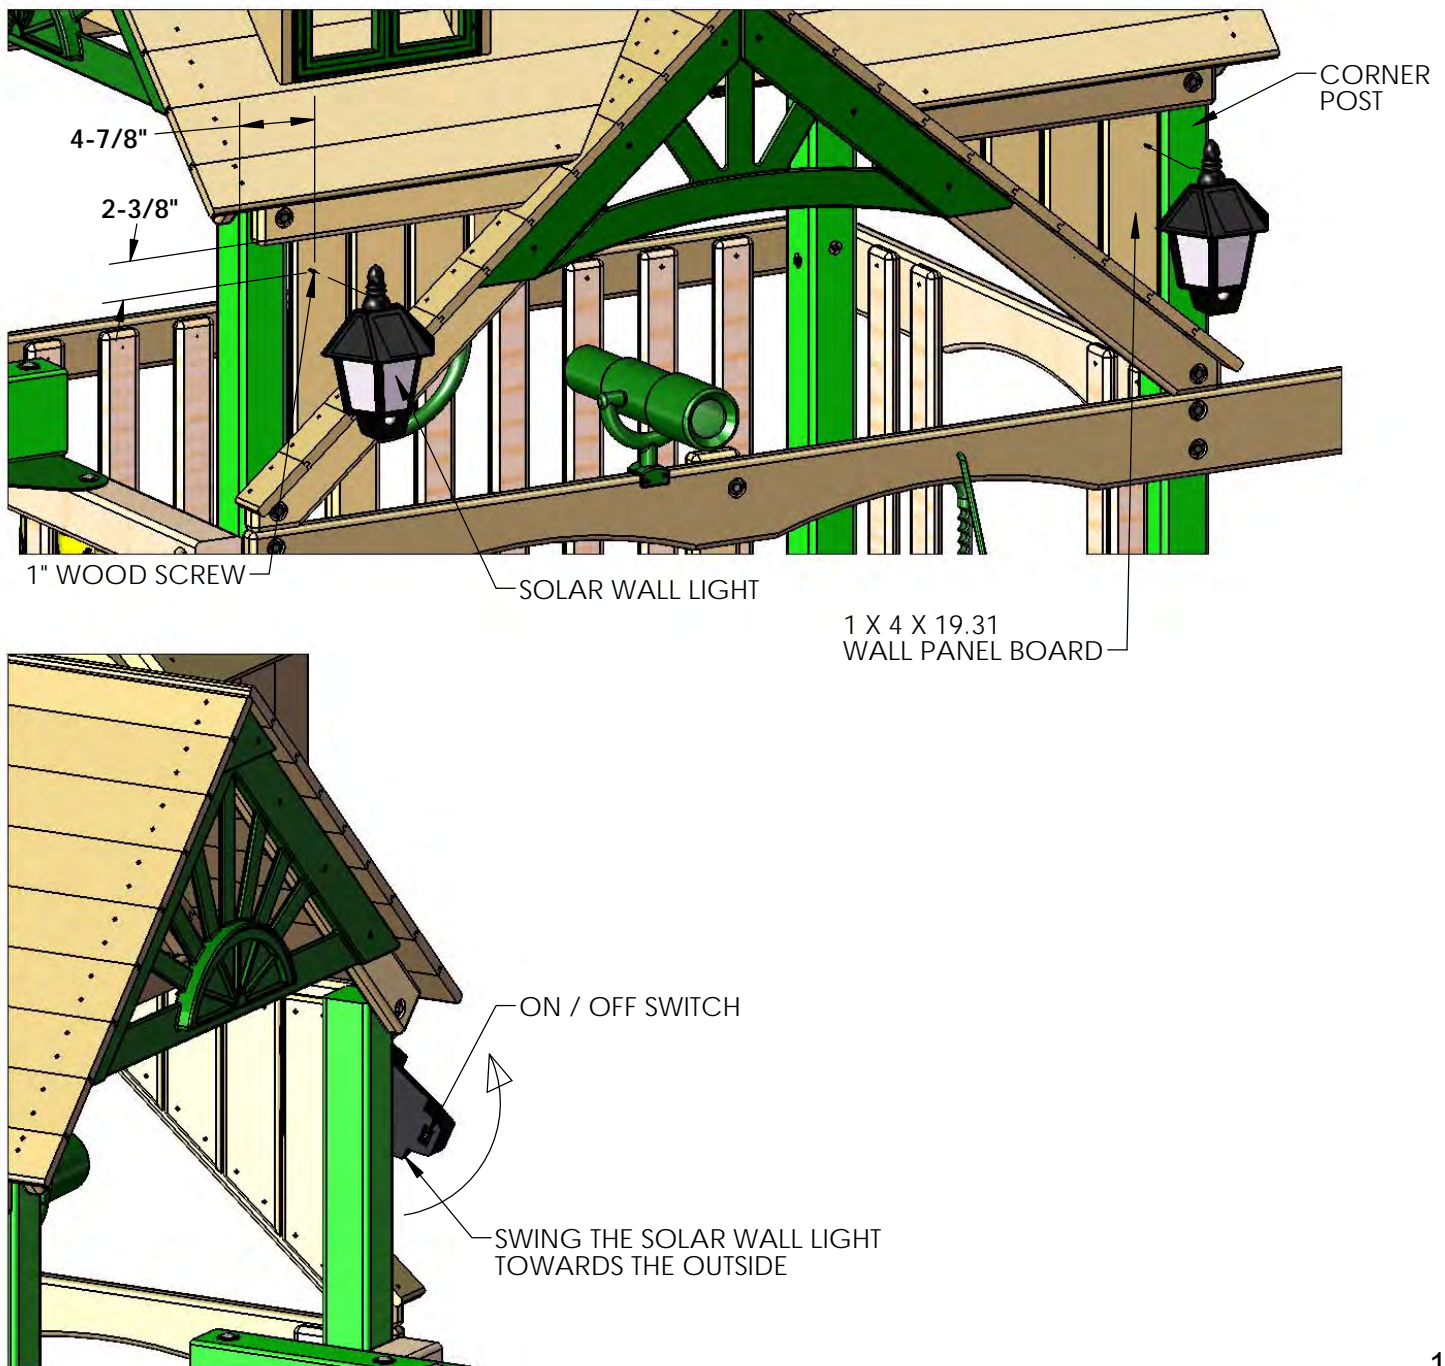 CORNER
POST
4-7/8"
2-3/8"
1" WOOD SCREW
SOLAR WALL LIGHT
1 X 4 X 19.31
WALL PANEL BOARD
ON / OFF SWITCH
SWING THE SOLAR WALL LIGHT
TOWARDS THE OUTSIDE